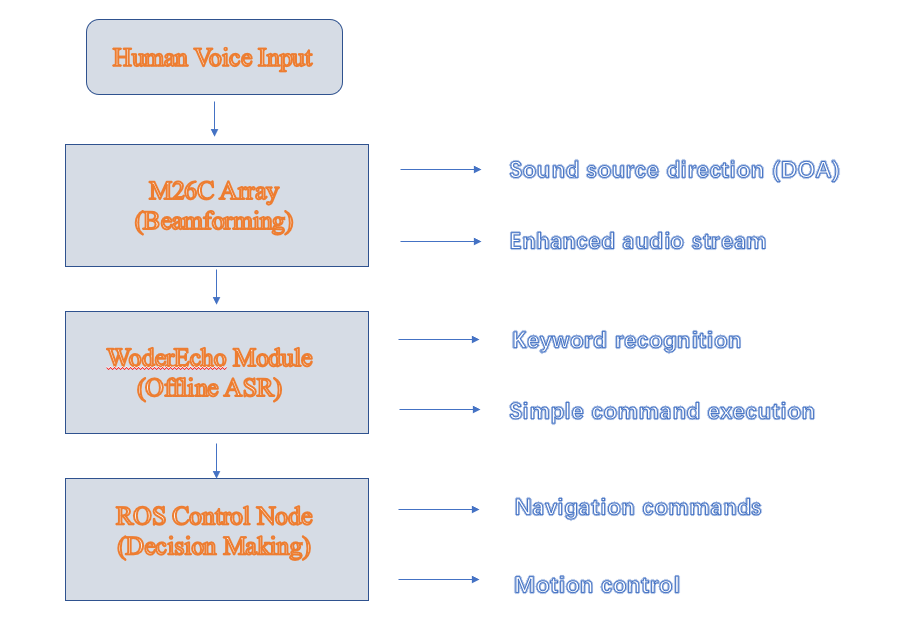 Human Voice Input
M26C Array
(Beamforming)
Sound source direction (DOA)
Enhanced audio stream
WoderEcho Module
(Offline ASR)
Keyword recognition
Simple command execution
ROS Control Node
(Decision Making)
Navigation commands
Motion control